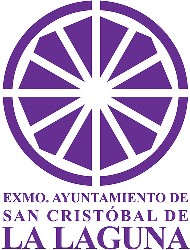 EXMO. AYUNTAMIENTO DE
SAN CRISTÓBAL DE
LA LAGUNA